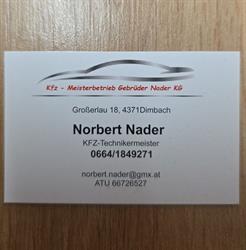 Kfz - Meisterbetrieb Gebrüder Nader KG
Großerlau 18, 4371Dimbach
Norbert Nader
KFZ-Technikermeister
0664/1849271
norbert.nader@gmx.at
ATU 66726527